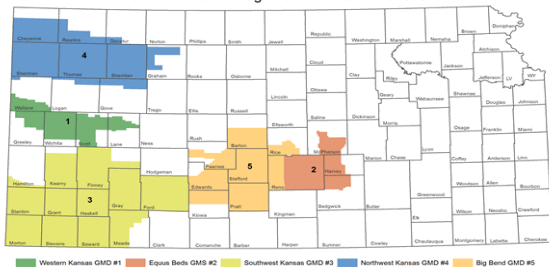 Cheyenne Rawlins Decatur Norton Phillips Smith Jewell Republic Washington Marshall Nemaha Brown Doniphan
4
Sherman Thomas Sheridan Graham Rooks Osborne Mitchell Cloud Clay Riley Pottawatomie Jackson Atchison
Jefferson LV WY
Wallace Logan Gove Trego Ellis Russell Lincoln Ottawa Geary Wabaunsee Shawnee Douglas Johnson
1
Greeley Wichita Scott Lane Ness Rush Barton Ellsworth Saline Dickinson Morris Lyon Osage Franklin Miami
Hamilton Kearny Finney Hodgeman Pawnee Stafford Rice McPherson Marion Chase Coffey Anderson Linn
5
2
Edwards Reno Harvey Greenwood Woodson Allen Bourbon
3
Stanton Grant Haskell Gray Ford Kiowa Pratt Kingman Sedgwick Butler Elk Wilson Neosho Crawford
Morton Stevens Seward Meade Clark Comanche Barber Harper Sumner Cowley Chautauqua Montgomery Labette Cherokee
Western Kansas GMD #1 Equus Beds GMS #2 Southwest Kansas GMD #3 Northwest Kansas GMD #4 Big Bend GMD #5